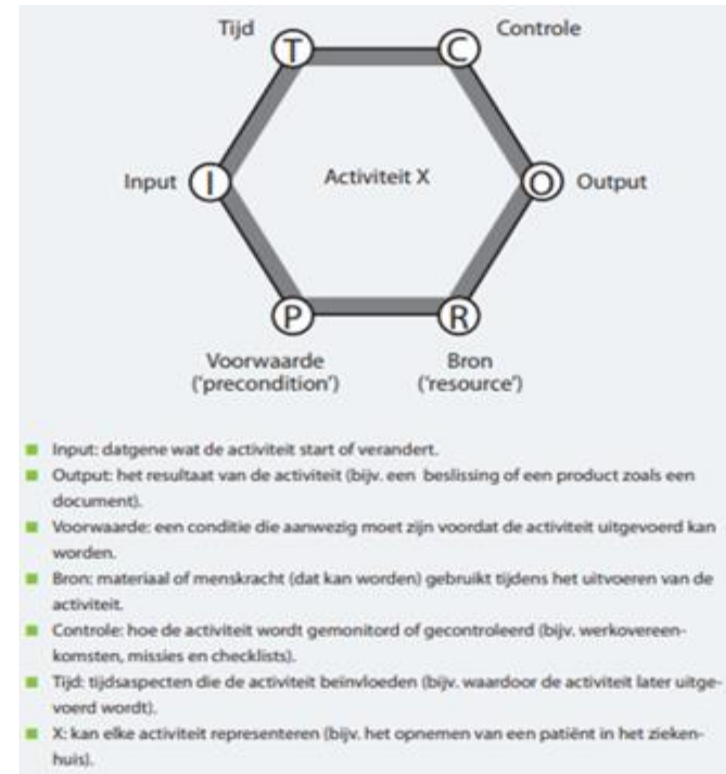 Tijd
Controle
T
C
Input
I
Activiteit X
O
Output
P
R
Voorwaarde
('precondition')
Bron
('resource')
Input: datgene wat de activiteit start of verandert.
Output: het resultaat van de activiteit (bijv. een beslissing of een product zoals een
document).
Voorwaarde: een conditie die aanwezig moet zijn voordat de activiteit uitgevoerd kan
worden.
Bron: materiaal of menskracht (dat kan worden) gebruikt tijdens het uitvoeren van de
activiteit.
Controle: hoe de activiteit wordt gemonitord of gecontroleerd (bijv. werkovereen-
komsten, missies en checklists).
Tijd: tijdsaspecten die de activiteit beïnvloeden (bijv. waardoor de activiteit later uitge-
voerd wordt).
X: kan elke activiteit representeren (bijv. het opnemen van een patiënt in het zieken-
huis).